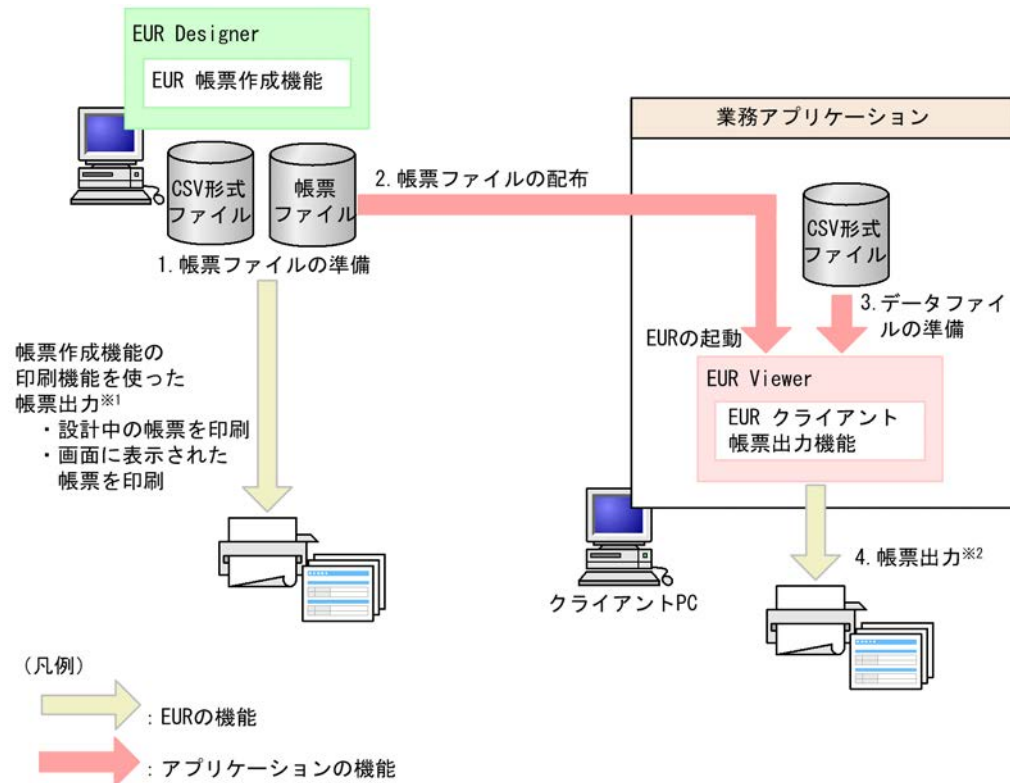 EUR Designer
EUR 帳票作成機能
業務アプリケーション
CSV形式
ファイル
帳票
ファイル
2.帳票ファイルの配布
1.帳票ファイルの準備
CSV形式
ファイル
3.データファイ
ルの準備
EURの起動
帳票作成機能の
印刷機能を使った
帳票出力※1
・設計中の帳票を印刷
・画面に表示された
帳票を印刷
EUR Viewer
EUR クライアント
帳票出力機能
4.帳票出力※2
クライアントPC
(凡例)
:EURの機能
:アプリケーションの機能